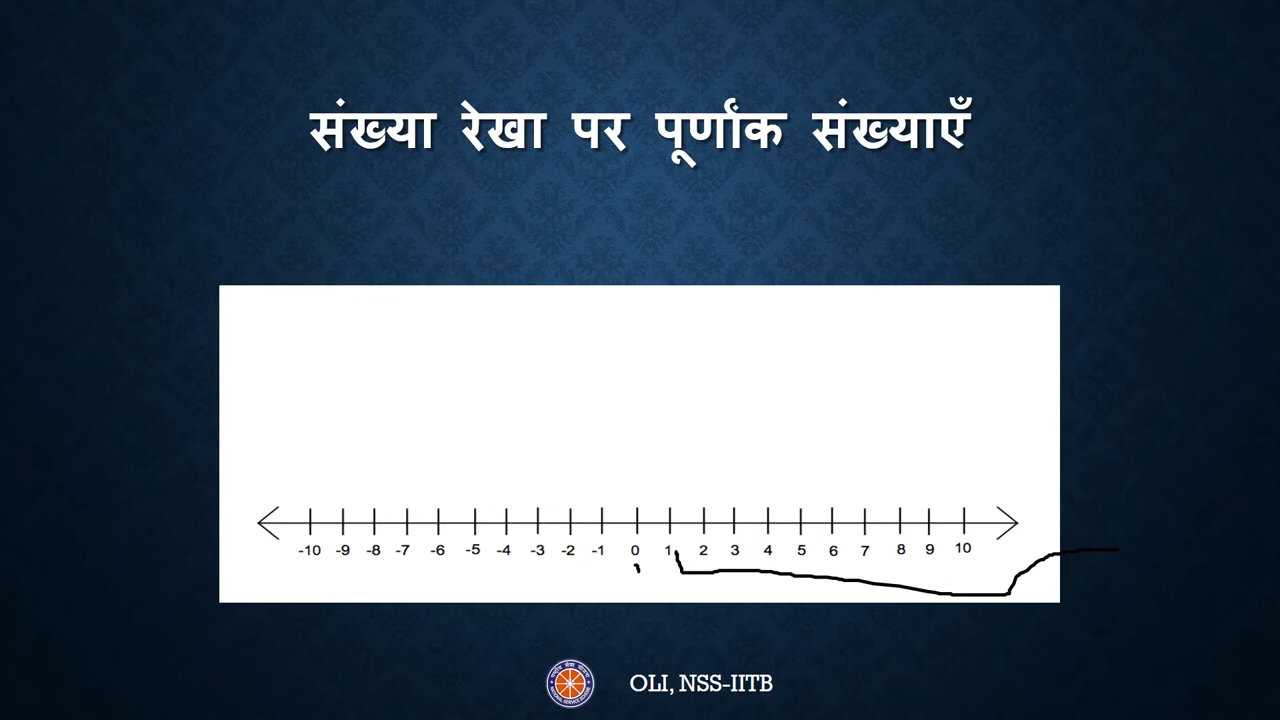 संख्या रेखा पर पूर्णांक संख्याएँ
-10 -9 -8 -7 -6 -5 -4 -3 -2 -1 0 1 2 3 4 5 6 7 8 9 10
OLI, NSS-IITB